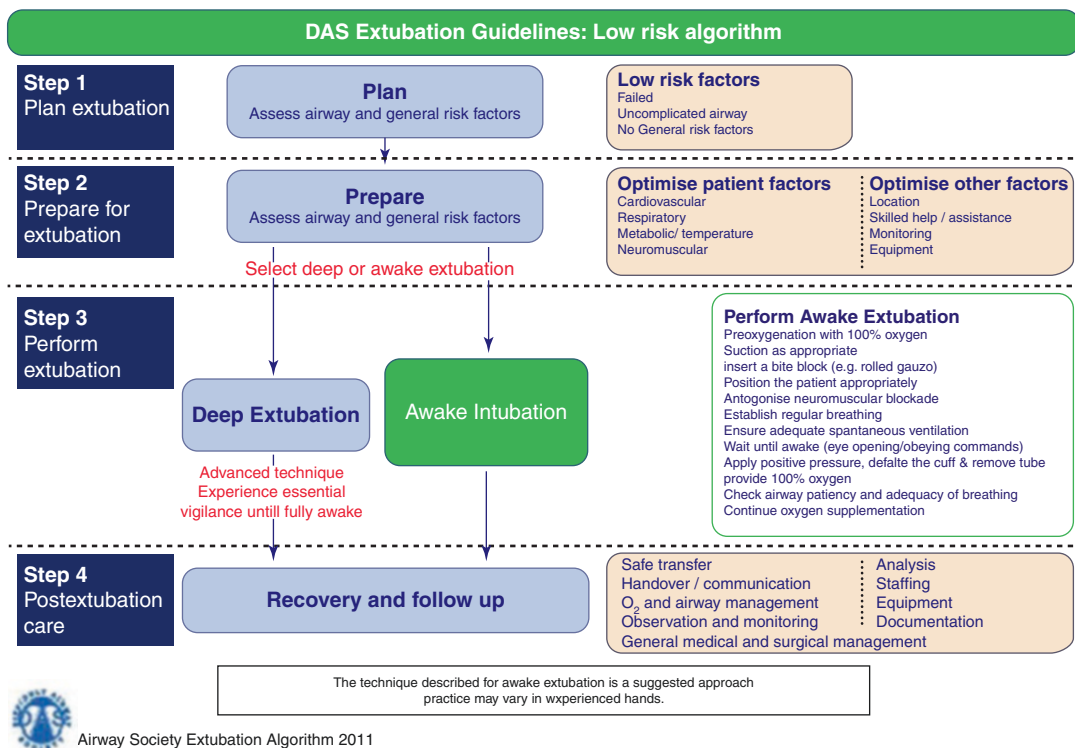 DAS Extubation Guidelines: Low risk algorithm
Step 1
Plan extubation
Plan
Assess airway and general risk factors
Low risk factors
Failed
Uncomplicated airway
No General risk factors
Step 2
Prepare for
extubation
Prepare
Assess airway and general risk factors
Optimise patient factors
Cardiovascular
Respiratory
Metabolic/ temperature
Neuromuscular
Optimise other factors
Location
Skilled help / assistance
Monitoring
Equipment
Select deep or awake extubation
Step 3
Perform
extubation
Deep Extubation
Awake Intubation
Advanced technique
Experience essential
vigilance untill fully awake
Perform Awake Extubation
Preoxygenation with 100% oxygen
Suction as appropriate
insert a bite block (e.g. rolled gauzo)
Position the patient appropriately
Antogonise neuromuscular blockade
Establish regular breathing
Ensure adequate spantaneous ventilation
Wait until awake (eye opening/obeying commands)
Apply positive pressure, defalte the cuff & remove tube
provide 100% oxygen
Check airway patiency and adequacy of breathing
Continue oxygen supplementation
Step 4
Postextubation
care
Recovery and follow up
Safe transfer
Handover / communication
O2 and airway management
Observation and monitoring
General medical and surgical management
Analysis
Staffing
Equipment
Documentation
The technique described for awake extubation is a suggested approach
practice may vary in wxperienced hands.
Airway Society Extubation Algorithm 2011